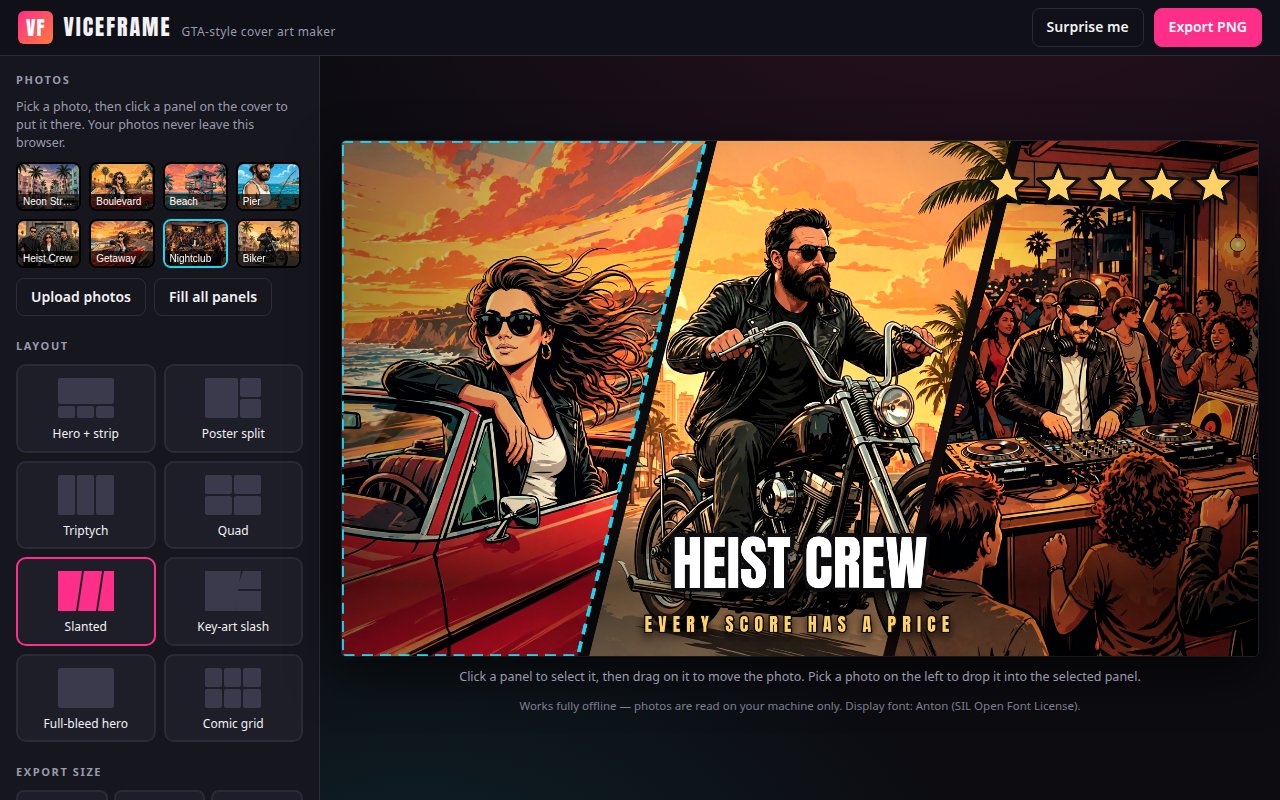 VF VICEFRAME GTA-style cover art maker
Surprise me
Export PNG
PHOTOS
Pick a photo, then click a panel on the cover to
put it there. Your photos never leave this
browser.
Neon Str...
Boulevard
Beach
Pier
Heist Crew
Getaway
Nightclub
Biker
Upload photos
Fill all panels
LAYOUT
Hero + strip
Poster split
Triptych
Quad
Slanted
Key-art slash
Full-bleed hero
Comic grid
EXPORT SIZE
HEIST CREW
EVERY SCORE HAS A PRICE
Click a panel to select it, then drag on it to move the photo. Pick a photo on the left to drop it into the selected panel.
Works fully offline — photos are read on your machine only. Display font: Anton (SIL Open Font License).